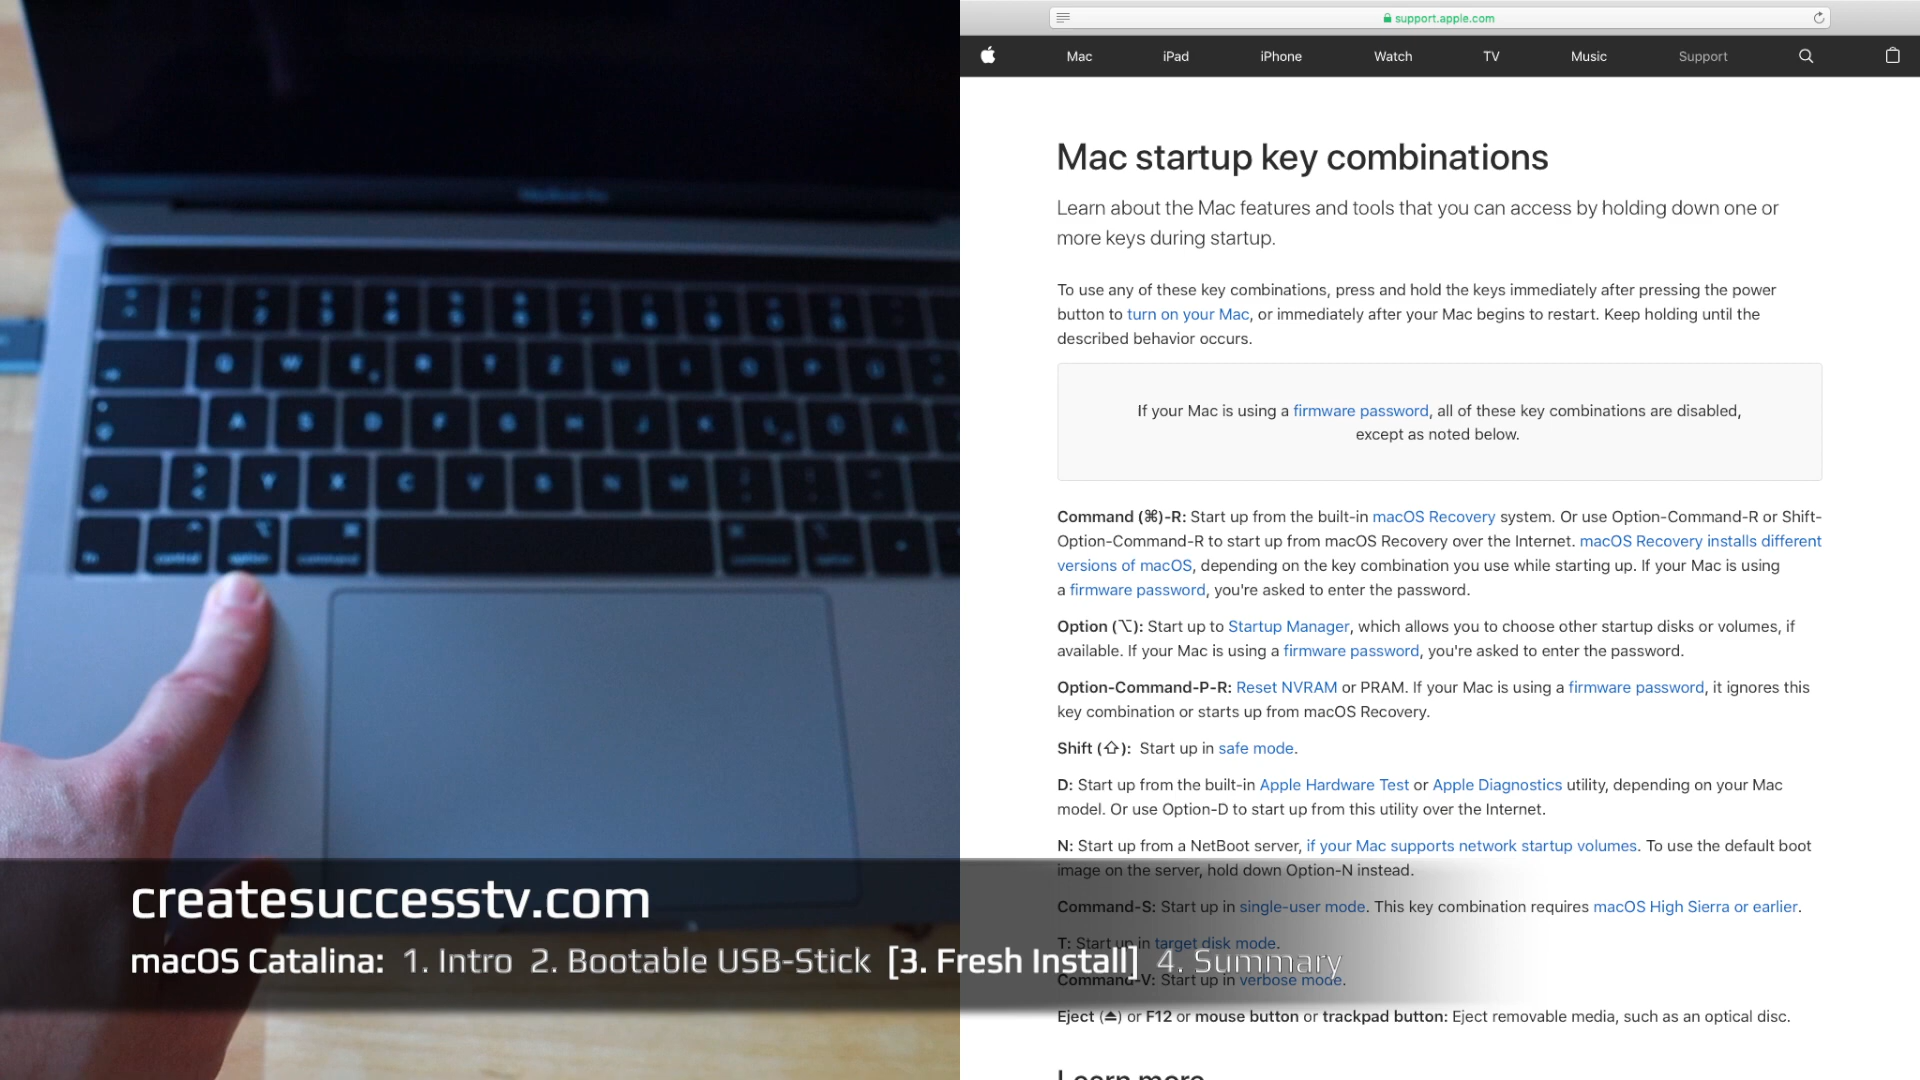 support.apple.com
Mac iPad iPhone Watch TV Music Support
Mac startup key combinations
Learn about the Mac features and tools that you can access by holding down one or
more keys during startup.
To use any of these key combinations, press and hold the keys immediately after pressing the power
button to turn on your Mac, or immediately after your Mac begins to restart. Keep holding until the
described behavior occurs.
If your Mac is using a firmware password, all of these key combinations are disabled,
except as noted below.
Command (⌘)-R: Start up from the built-in macOS Recovery system. Or use Option-Command-R or Shift-
Option-Command-R to start up from macOS Recovery over the Internet. macOS Recovery installs different
versions of macOS, depending on the key combination you use while starting up. If your Mac is using
a firmware password, you're asked to enter the password.
Option (⌥): Start up to Startup Manager, which allows you to choose other startup disks or volumes, if
available. If your Mac is using a firmware password, you're asked to enter the password.
Option-Command-P-R: Reset NVRAM or PRAM. If your Mac is using a firmware password, it ignores this
key combination or starts up from macOS Recovery.
Shift (⇧): Start up in safe mode.
D: Start up from the built-in Apple Hardware Test or Apple Diagnostics utility, depending on your Mac
model. Or use Option-D to start up from this utility over the Internet.
N: Start up from a NetBoot server, if your Mac supports network startup volumes. To use the default boot
image on the server, hold down Option-N instead.
Command-S: Start up in single-user mode. This key combination requires macOS High Sierra or earlier.
T: Start up in target disk mode.
Command-V: Start up in verbose mode.
Eject (⏏) or F12 or mouse button or trackpad button: Eject removable media, such as an optical disc.
Learn more
MacBook Pro
Q W E R T Z U I O P Ü
A S D F G H J K L Ö Ä
> < Y X C V B N M
fn control option command command option
createsuccesstv.com
macOS Catalina: 1. Intro 2. Bootable USB-Stick [3. Fresh Install] 4. Summary